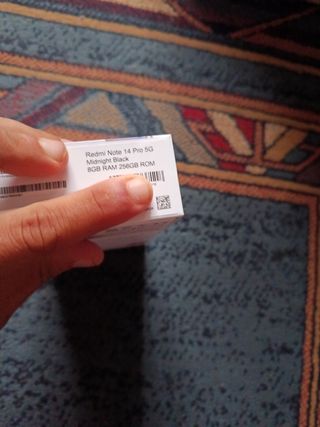 Redmi Note 14 Pro 5G
Midnight Black
8GB RAM 256GB ROM